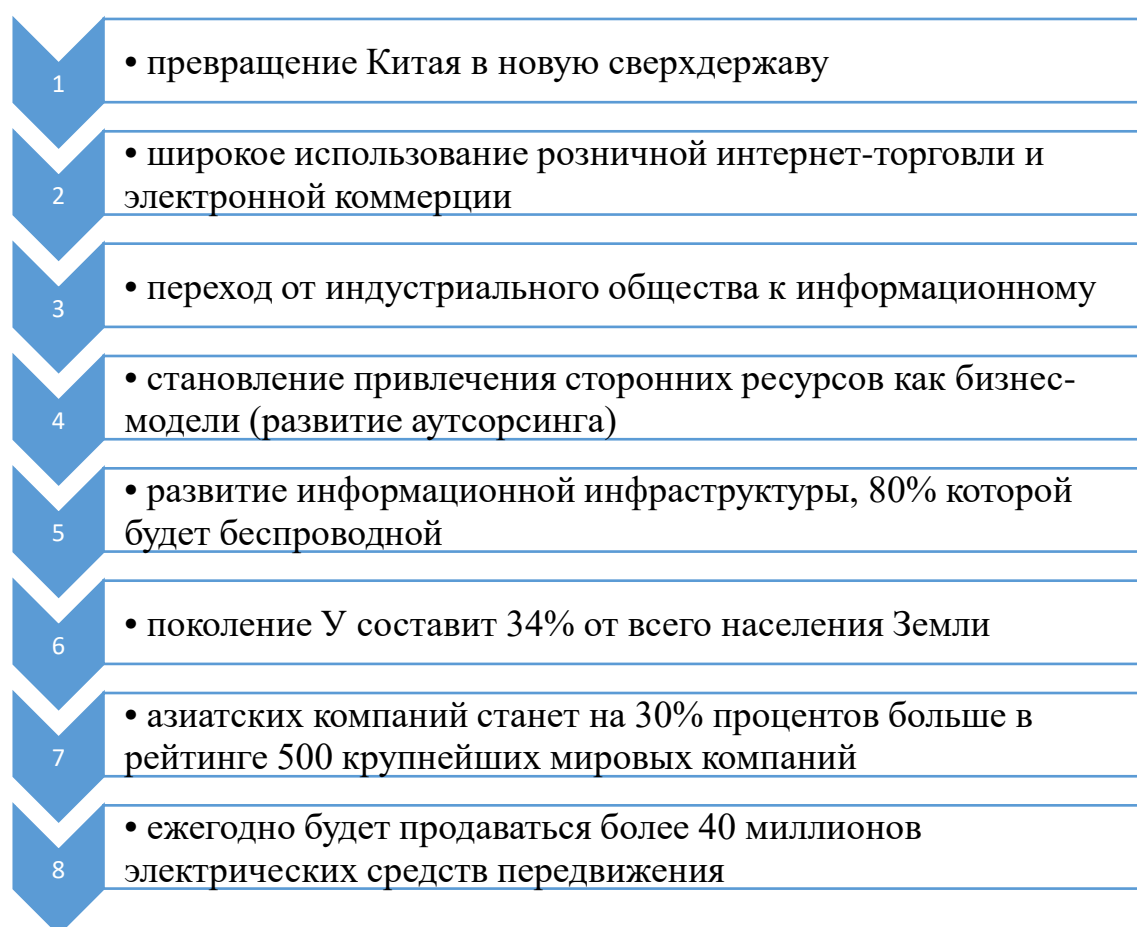 1
• превращение Китая в новую сверхдержаву
2
• широкое использование розничной интернет-торговли и
электронной коммерции
3
• переход от индустриального общества к информационному
4
• становление привлечения сторонних ресурсов как бизнес-
модели (развитие аутсорсинга)
5
• развитие информационной инфраструктуры, 80% которой
будет беспроводной
6
• поколение У составит 34% от всего населения Земли
7
• азиатских компаний станет на 30% процентов больше в
рейтинге 500 крупнейших мировых компаний
8
• ежегодно будет продаваться более 40 миллионов
электрических средств передвижения